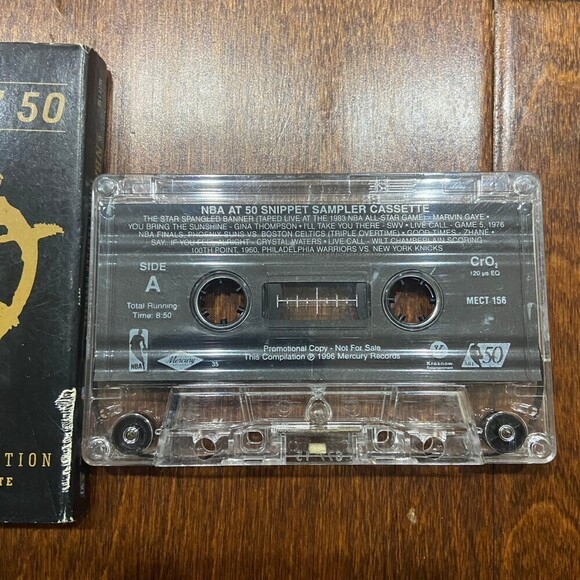 50
TION
TE
NBA AT 50 SNIPPET SAMPLER CASSETTE
THE STAR SPANGLED BANNER (TAPED LIVE AT THE 1983 NBA ALL-STAR GAME) - MARVIN GAYE •
YOU BRING THE SUNSHINE - GINA THOMPSON • I'LL TAKE YOU THERE - SWV • LIVE CALL - GAME 5, 1976
NBA FINALS, PHOENIX SUNS VS. BOSTON CELTICS (TRIPLE OVERTIME) • GOOD TIMES - ZHANÉ •
SAY.. IF YOU FEEL ALRIGHT - CRYSTAL WATERS • LIVE CALL - WILT CHAMBERLAIN SCORING
100TH POINT, 1960, PHILADELPHIA WARRIORS VS. NEW YORK KNICKS
SIDE
A
CrO₂
120 µs EQ
Total Running
Time: 8:50
MECT 156
Promotional Copy - Not For Sale
This Compilation ℗ 1996 Mercury Records
NBA
Mercury
35
NBA 50